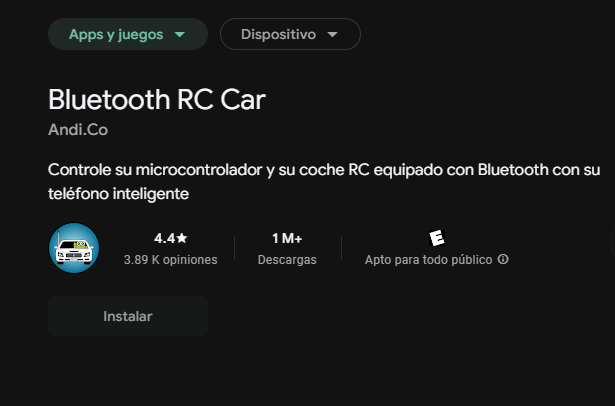 Apps y juegos
Dispositivo
Bluetooth RC Car
Andi.Co
Controle su microcontrolador y su coche RC equipado con Bluetooth con su
teléfono inteligente
4.4★
1 M+
E
3.89 K opiniones
Descargas
Apto para todo público
Instalar